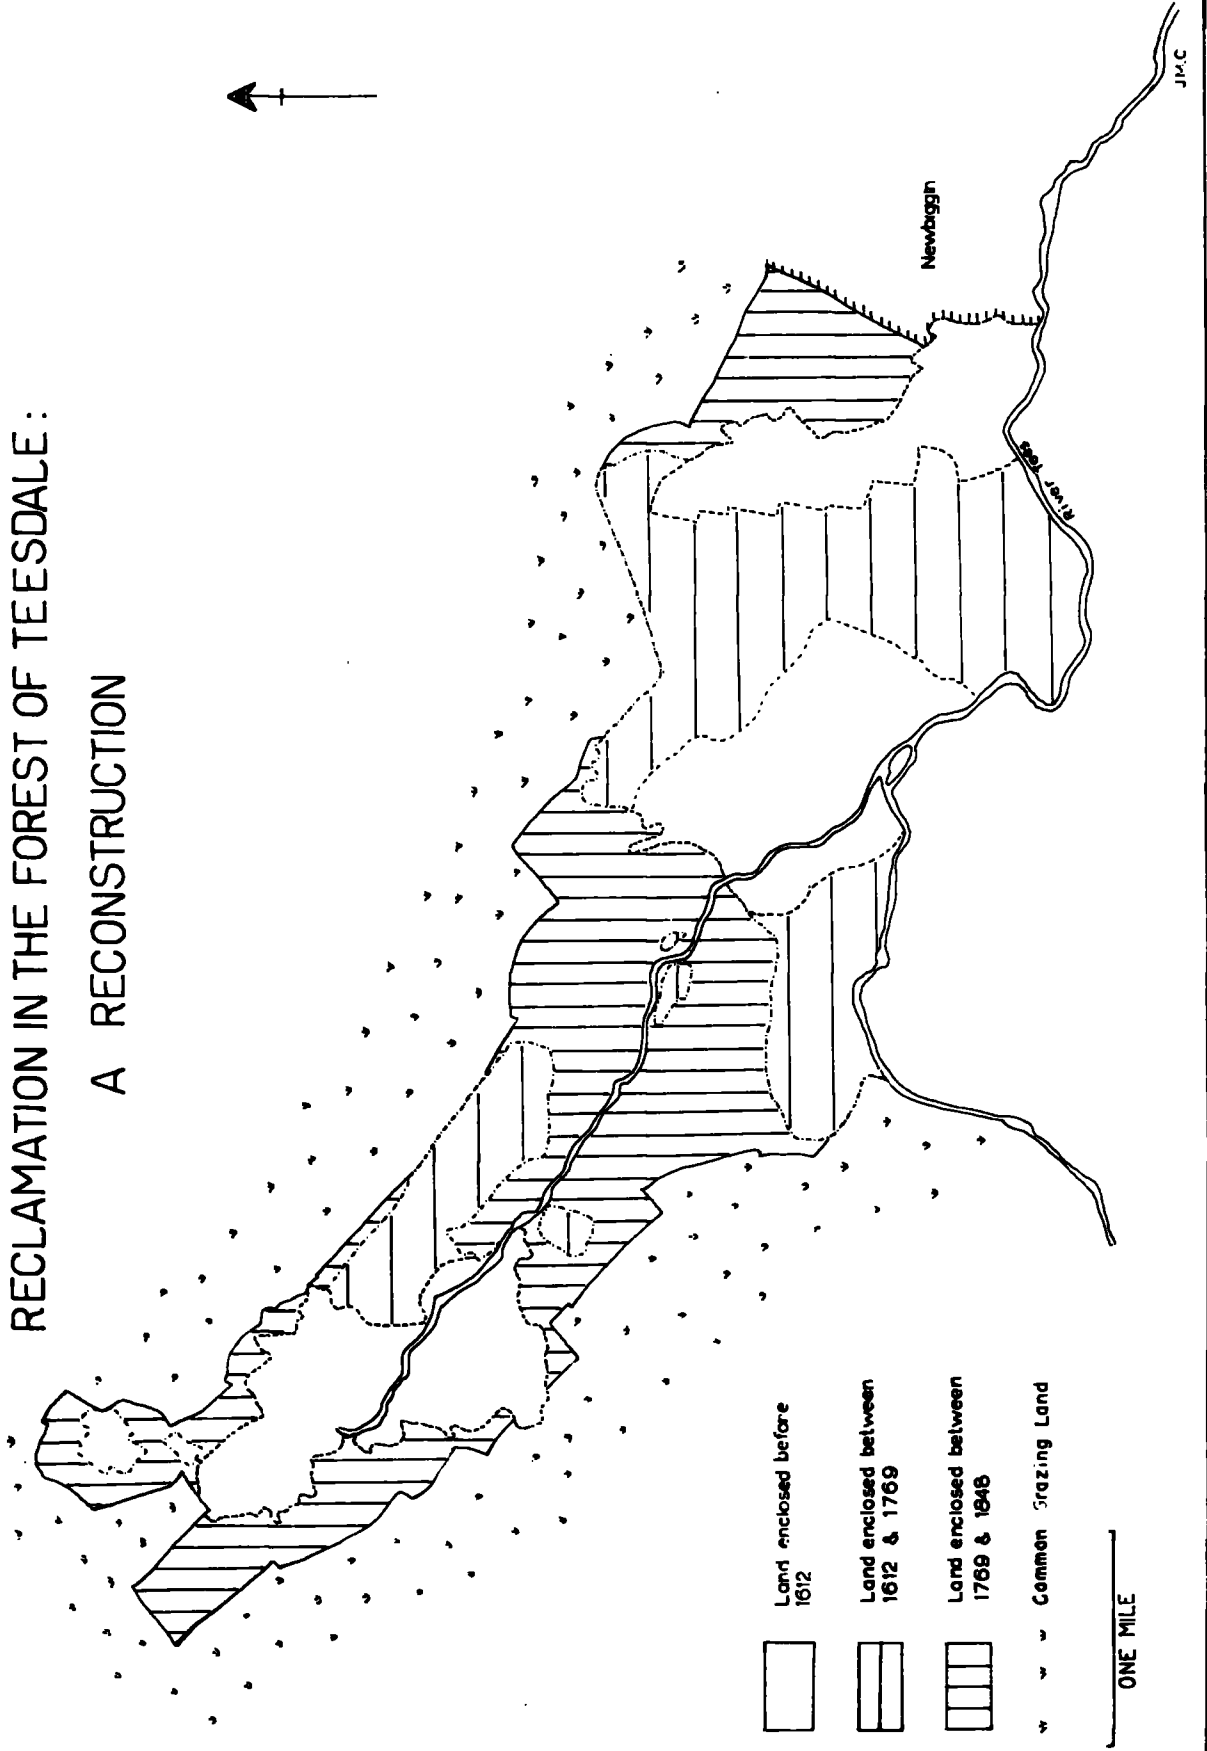 RECLAMATION IN THE FOREST OF TEESDALE:
A RECONSTRUCTION
Newbiggin
River Tees
Land enclosed before
1612
Land enclosed between
1612 & 1769
Land enclosed between
1769 & 1848
Common Grazing Land
ONE MILE
J.M.C